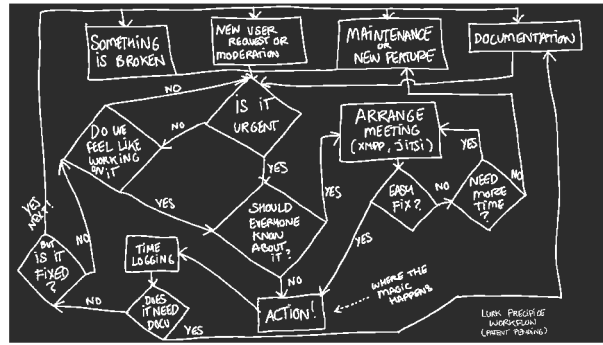 SOMETHING
IS BROKEN
NEW USER
REQUEST OR
MODERATION
MAINTENANCE
OR
NEW FEATURE
DOCUMENTATION
IS IT
URGENT
NO
NO
YES
DO WE
FEEL LIKE
WORKING
ON IT
YES
SHOULD
EVERYONE
KNOW
ABOUT
IT?
YES
NO
ARRANGE
MEETING
(XMPP, JITSI)
EASY
FIX?
NO
YES
NEED
MORE
TIME
?
YES
NO
ACTION!
WHERE THE
MAGIC
HAPPENS
TIME
LOGGING
DOES
IT NEED
DOCU
NO
YES
BUT
IS IT
FIXED
?
NO
YES
LURK PRECIPICE
WORKFLOW
(PATENT PENDING)